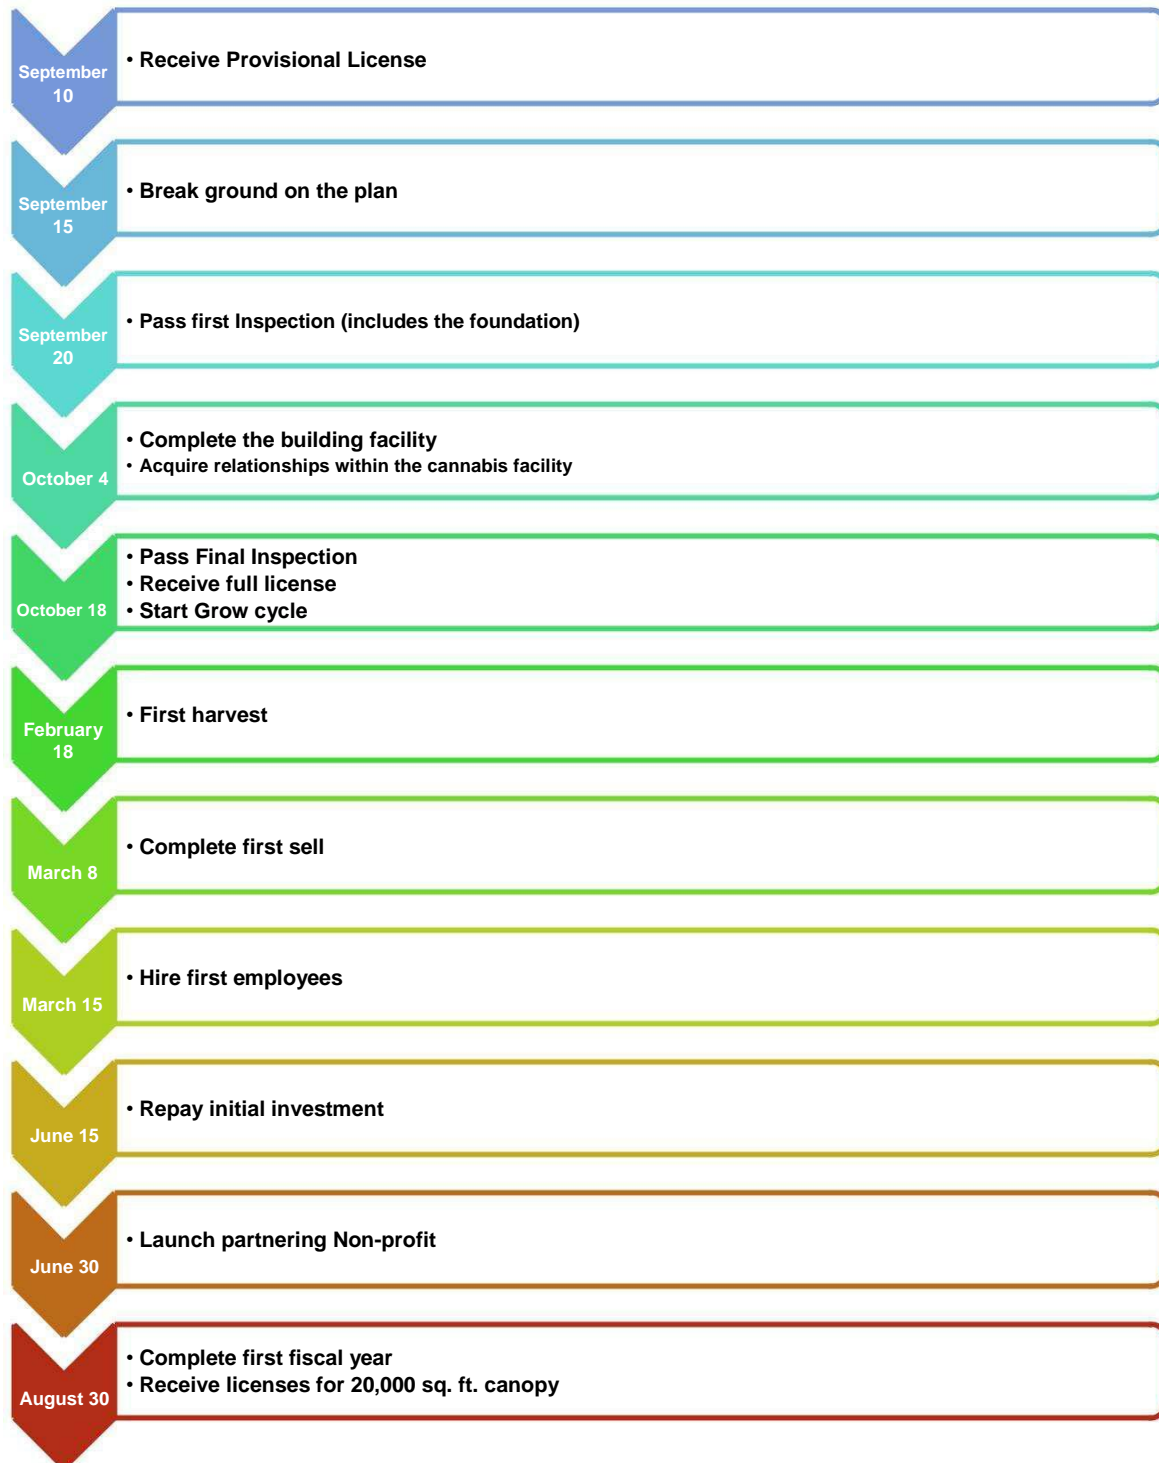 September
10
• Receive Provisional License
September
15
• Break ground on the plan
September
20
• Pass first Inspection (includes the foundation)
October 4
• Complete the building facility
• Acquire relationships within the cannabis facility
October 18
• Pass Final Inspection
• Receive full license
• Start Grow cycle
February
18
• First harvest
March 8
• Complete first sell
March 15
• Hire first employees
June 15
• Repay initial investment
June 30
• Launch partnering Non-profit
August 30
• Complete first fiscal year
• Receive licenses for 20,000 sq. ft. canopy